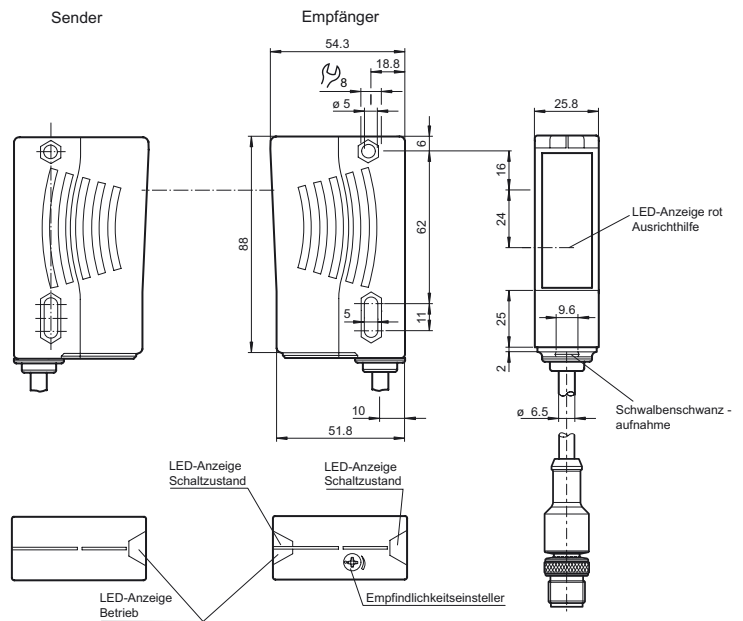 Sender
Empfänger
54.3
18.8
8
ø 5
6
25.8
16
24
LED-Anzeige rot
Ausrichthilfe
88
62
5
11
25
9.6
2
10
51.8
ø 6.5
Schwalbenschwanz -
aufnahme
LED-Anzeige
Schaltzustand
LED-Anzeige
Schaltzustand
LED-Anzeige
Betrieb
Empfindlichkeitseinsteller